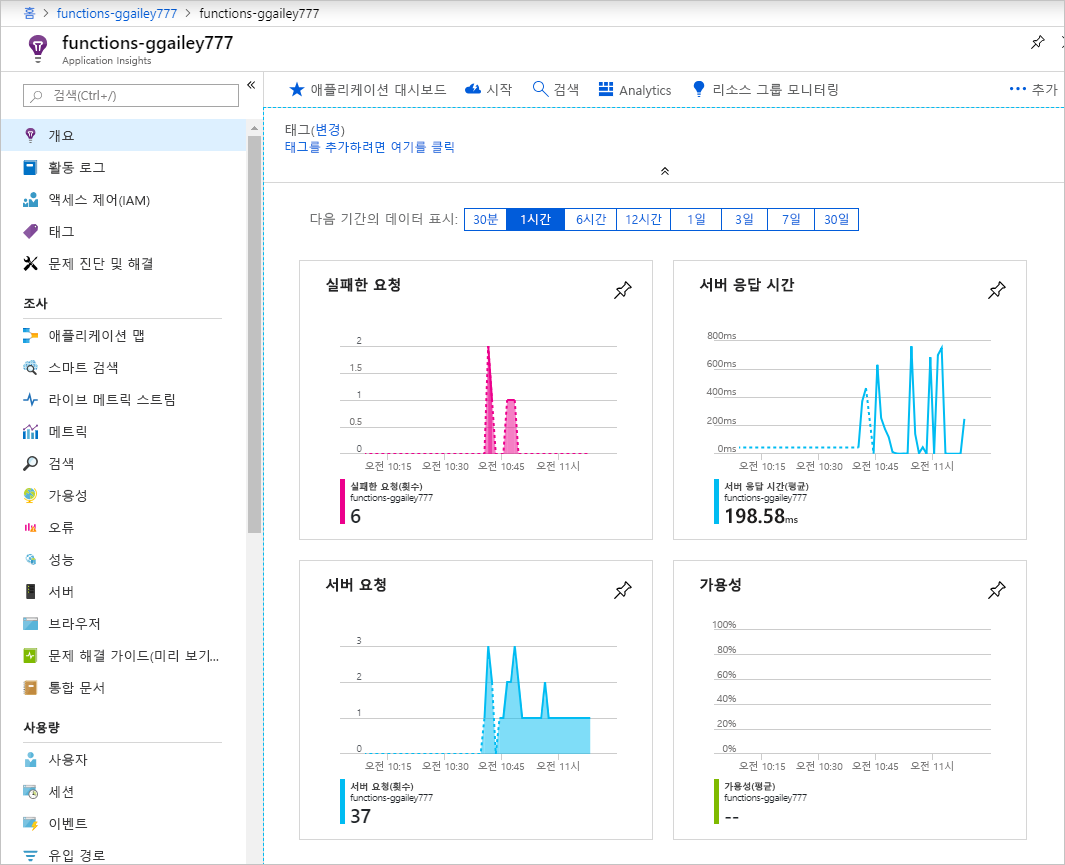 홈 > functions-ggailey777 > functions-ggailey777
functions-ggailey777
Application Insights
검색(Ctrl+/)
«
개요
활동 로그
액세스 제어(IAM)
태그
문제 진단 및 해결
조사
애플리케이션 맵
스마트 검색
라이브 메트릭 스트림
메트릭
검색
가용성
오류
성능
서버
브라우저
문제 해결 가이드(미리 보기...
통합 문서
사용량
사용자
세션
이벤트
유입 경로
애플리케이션 대시보드 시작 검색 Analytics 리소스 그룹 모니터링 ••• 추가
태그(변경)
태그를 추가하려면 여기를 클릭
다음 기간의 데이터 표시: 30분 1시간 6시간 12시간 1일 3일 7일 30일
실패한 요청
2
1.5
1
0.5
0
오전 10:15 오전 10:30 오전 10:45 오전 11시
실패한 요청(횟수)
functions-ggailey777
6
서버 응답 시간
800ms
600ms
400ms
200ms
0ms
오전 10:15 오전 10:30 오전 10:45 오전 11시
서버 응답 시간(평균)
functions-ggailey777
198.58ms
서버 요청
3
2
1
0
오전 10:15 오전 10:30 오전 10:45 오전 11시
서버 요청(횟수)
functions-ggailey777
37
가용성
100%
80%
60%
40%
20%
0%
오전 10:15 오전 10:30 오전 10:45 오전 11시
가용성(평균)
functions-ggailey777
--